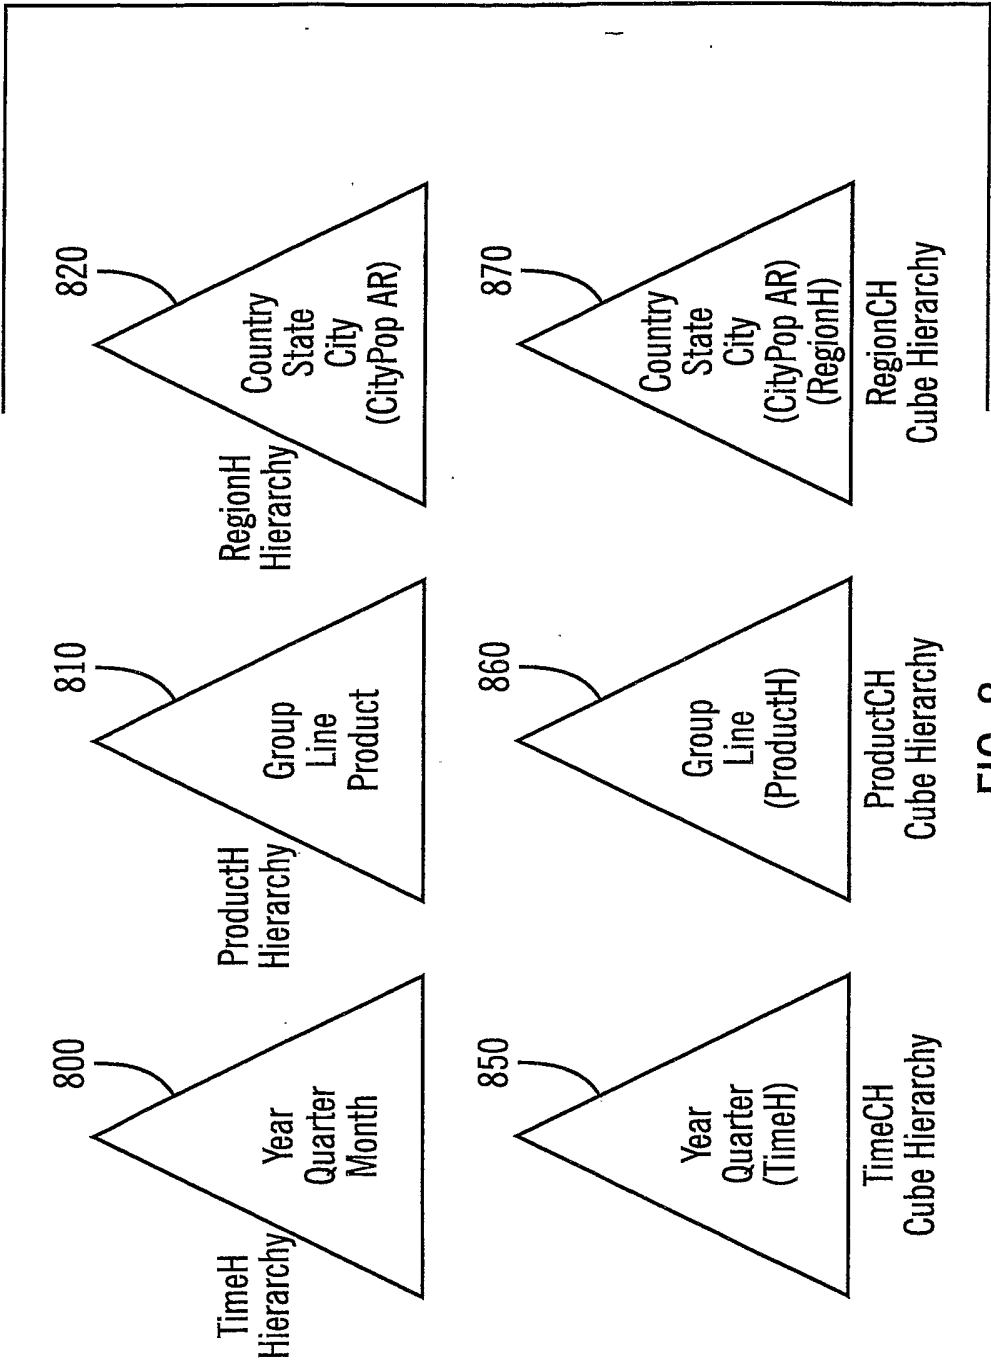 800
TimeH
Hierarchy
Year
Quarter
Month
810
ProductH
Hierarchy
Group
Line
Product
820
RegionH
Hierarchy
Country
State
City
(CityPop AR)
850
Year
Quarter
(TimeH)
TimeCH
Cube Hierarchy
860
Group
Line
(ProductH)
ProductCH
Cube Hierarchy
870
Country
State
City
(CityPop AR)
(RegionH)
RegionCH
Cube Hierarchy